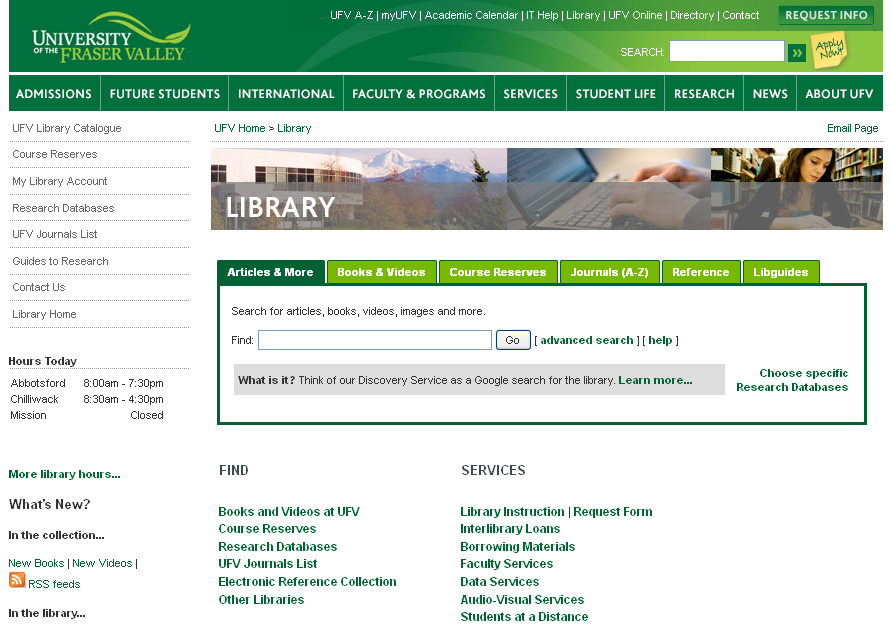 UFV A-Z | myUFV | Academic Calendar | IT Help | Library | UFV Online | Directory | Contact
REQUEST INFO
UNIVERSITY
OF THE FRASER VALLEY
SEARCH:
»
Apply Now!
ADMISSIONS FUTURE STUDENTS INTERNATIONAL FACULTY & PROGRAMS SERVICES STUDENT LIFE RESEARCH NEWS ABOUT UFV
UFV Library Catalogue
Course Reserves
My Library Account
Research Databases
UFV Journals List
Guides to Research
Contact Us
Library Home
Hours Today
Abbotsford 8:00am - 7:30pm
Chilliwack 8:30am - 4:30pm
Mission Closed
More library hours...
What's New?
In the collection...
New Books | New Videos |
RSS feeds
In the library...
UFV Home > Library
Email Page
LIBRARY
Articles & More Books & Videos Course Reserves Journals (A-Z) Reference Libguides
Search for articles, books, videos, images and more.
Find: Go [ advanced search ] [ help ]
What is it? Think of our Discovery Service as a Google search for the library. Learn more...
Choose specific
Research Databases
FIND
Books and Videos at UFV
Course Reserves
Research Databases
UFV Journals List
Electronic Reference Collection
Other Libraries
SERVICES
Library Instruction | Request Form
Interlibrary Loans
Borrowing Materials
Faculty Services
Data Services
Audio-Visual Services
Students at a Distance